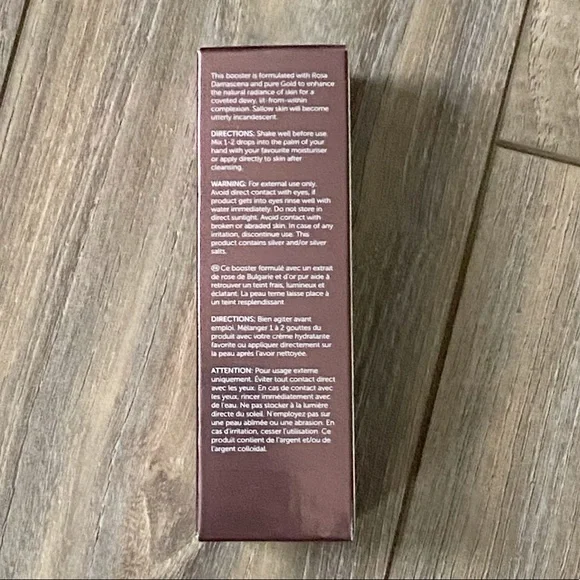 This booster is formulated with Rosa
Damascena and pure Gold to enhance
the natural radiance of skin for a
coveted dewy, lit-from-within
complexion. Sallow skin will become
utterly incandescent.
DIRECTIONS: Shake well before use.
Mix 1-2 drops into the palm of your
hand with your favourite moisturiser
or apply directly to skin after
cleansing.
WARNING: For external use only.
Avoid direct contact with eyes, if
product gets into eyes rinse well with
water immediately. Do not store in
direct sunlight. Avoid contact with
broken or abraded skin. In case of any
irritation, discontinue use. This
product contains silver and/or silver
salts.
Ce booster formulé avec un extrait
de rose de Bulgarie et d'or pur aide à
retrouver un teint frais, lumineux et
éclatant. La peau terne laisse place à
un teint resplendissant
DIRECTIONS: Bien agiter avant
emploi. Mélanger 1 à 2 gouttes du
produit avec votre crème hydratante
favorite ou appliquer directement sur
la peau après l'avoir nettoyée.
ATTENTION: Pour usage externe
uniquement. Éviter tout contact direct
avec les yeux. En cas de contact avec
les yeux, rincer immédiatement avec
de l'eau. Ne pas stocker à la lumière
directe du soleil. N'employez pas sur
une peau abîmée ou une abrasion. En
cas d'irritation, cesser l'utilisation. Ce
produit contient de l'argent et/ou de
l'argent colloidal.